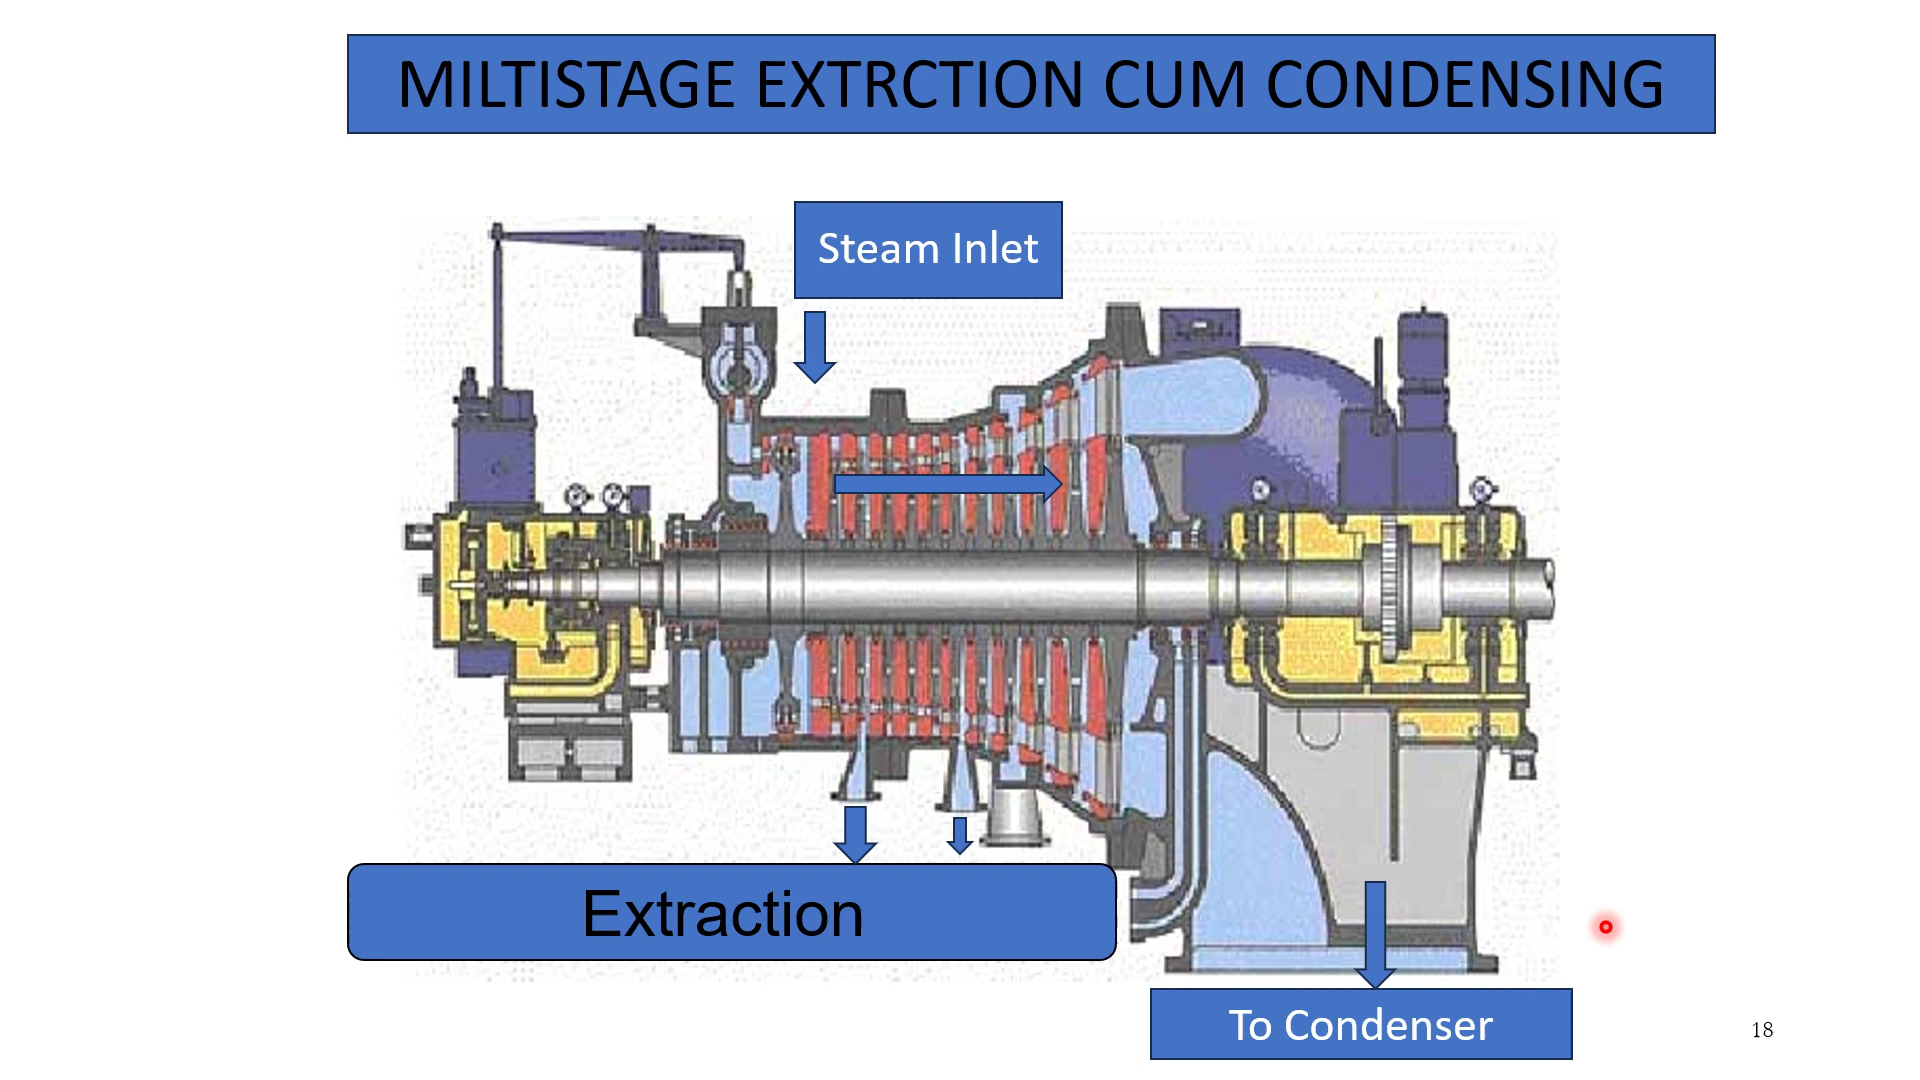 MILTISTAGE EXTRCTION CUM CONDENSING
Steam Inlet
Extraction
To Condenser
18